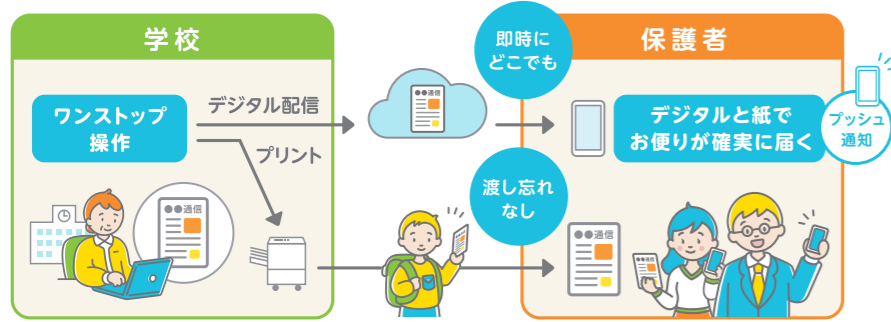 学校
ワンストップ
操作
デジタル配信
プリント
●●通信
●●通信
即時に
どこでも
渡し忘れ
なし
保護者
デジタルと紙で
お便りが確実に届く
プッシュ
通知
●●通信
●●通信